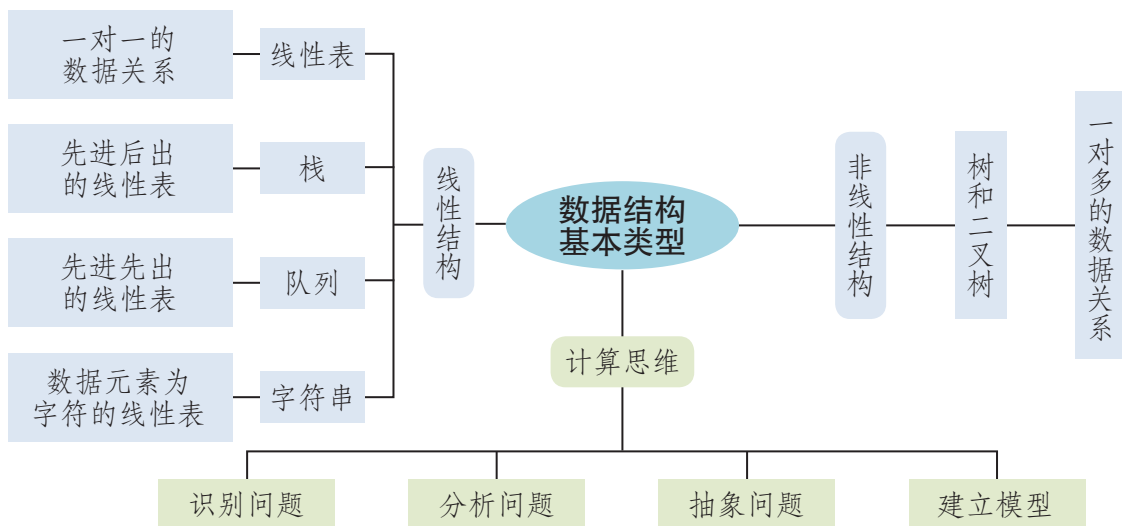 一对一的
数据关系
线性表
先进后出
的线性表
栈
先进先出
的线性表
队列
数据元素为
字符的线性表
字符串
线性结构
数据结构
基本类型
非线性结构
树和二叉树
一对多的数据关系
计算思维
识别问题
分析问题
抽象问题
建立模型